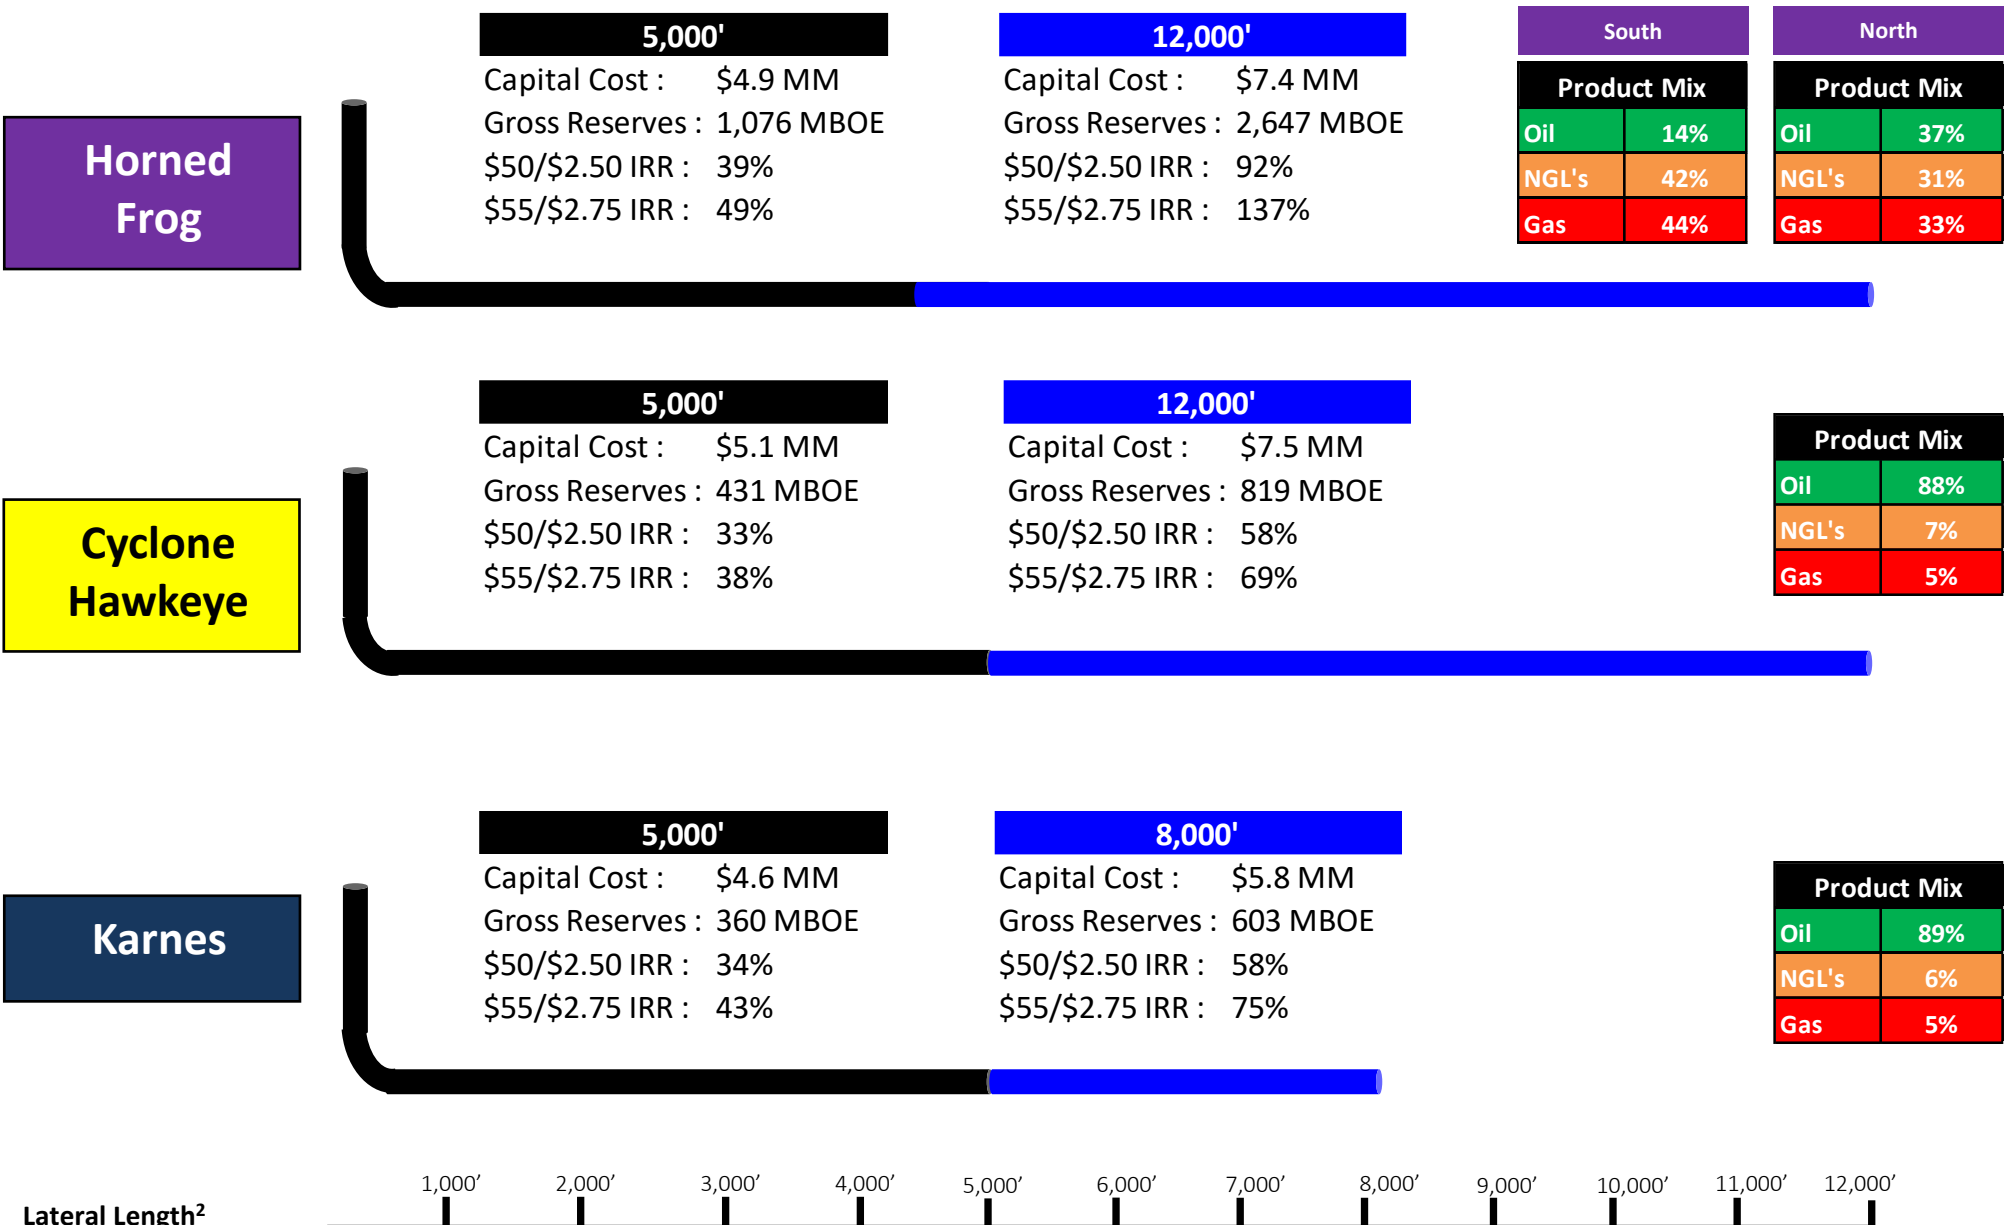 5,000'
12,000'
South
North
Horned
Frog
Capital Cost : $4.9 MM
Gross Reserves : 1,076 MBOE
$50/$2.50 IRR : 39%
$55/$2.75 IRR : 49%
Capital Cost : $7.4 MM
Gross Reserves : 2,647 MBOE
$50/$2.50 IRR : 92%
$55/$2.75 IRR : 137%
Product Mix
Oil 14%
NGL's 42%
Gas 44%
Product Mix
Oil 37%
NGL's 31%
Gas 33%
Cyclone
Hawkeye
5,000'
Capital Cost : $5.1 MM
Gross Reserves : 431 MBOE
$50/$2.50 IRR : 33%
$55/$2.75 IRR : 38%
12,000'
Capital Cost : $7.5 MM
Gross Reserves : 819 MBOE
$50/$2.50 IRR : 58%
$55/$2.75 IRR : 69%
Product Mix
Oil 88%
NGL's 7%
Gas 5%
Karnes
5,000'
Capital Cost : $4.6 MM
Gross Reserves : 360 MBOE
$50/$2.50 IRR : 34%
$55/$2.75 IRR : 43%
8,000'
Capital Cost : $5.8 MM
Gross Reserves : 603 MBOE
$50/$2.50 IRR : 58%
$55/$2.75 IRR : 75%
Product Mix
Oil 89%
NGL's 6%
Gas 5%
Lateral Length²
1,000′ 2,000′ 3,000′ 4,000′ 5,000′ 6,000′ 7,000′ 8,000′ 9,000′ 10,000′ 11,000′ 12,000′